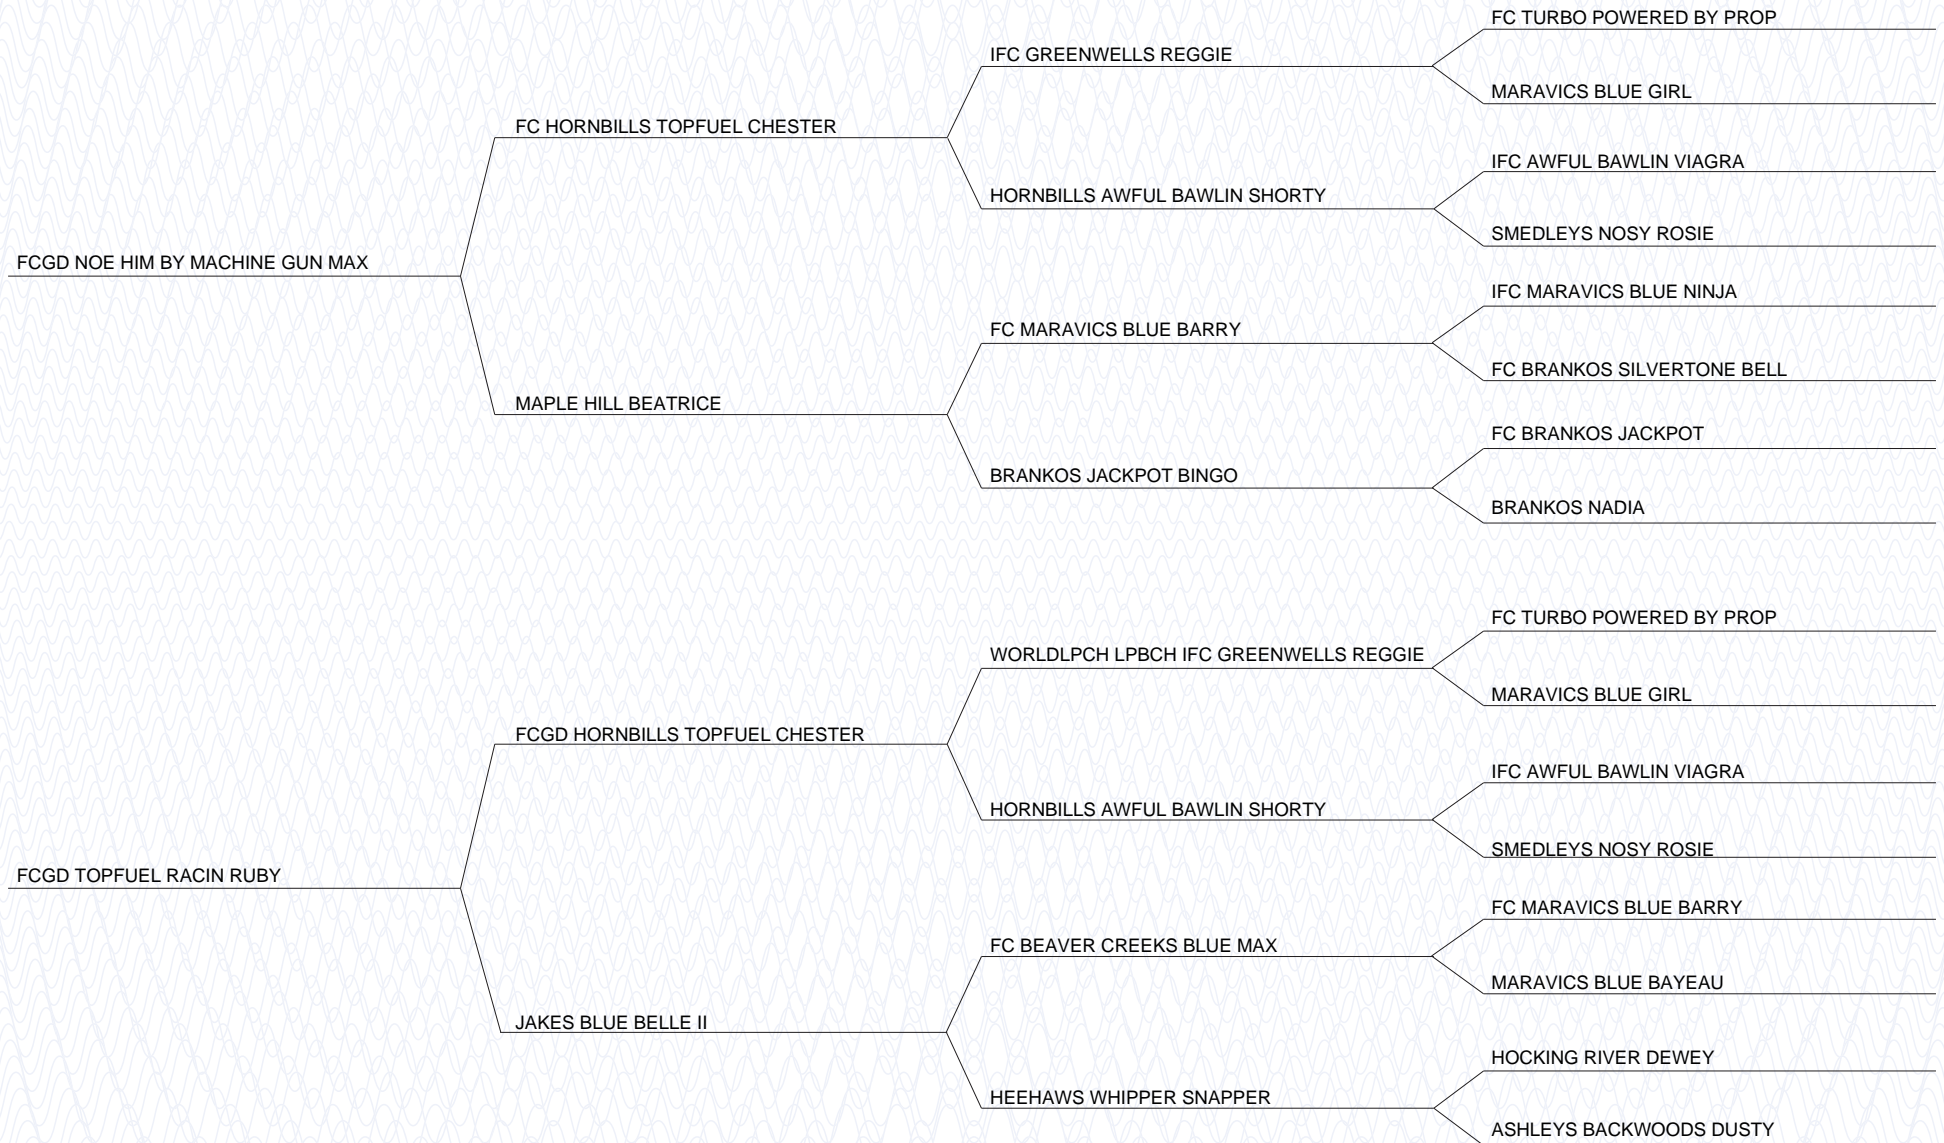 FC TURBO POWERED BY PROP
IFC GREENWELLS REGGIE
MARAVICS BLUE GIRL
FC HORNBILLS TOPFUEL CHESTER
IFC AWFUL BAWLIN VIAGRA
HORNBILLS AWFUL BAWLIN SHORTY
SMEDLEYS NOSY ROSIE
FCGD NOE HIM BY MACHINE GUN MAX
IFC MARAVICS BLUE NINJA
FC MARAVICS BLUE BARRY
FC BRANKOS SILVERTONE BELL
MAPLE HILL BEATRICE
FC BRANKOS JACKPOT
BRANKOS JACKPOT BINGO
BRANKOS NADIA
FC TURBO POWERED BY PROP
WORLDLPCH LPBCH IFC GREENWELLS REGGIE
MARAVICS BLUE GIRL
FCGD HORNBILLS TOPFUEL CHESTER
IFC AWFUL BAWLIN VIAGRA
HORNBILLS AWFUL BAWLIN SHORTY
SMEDLEYS NOSY ROSIE
FCGD TOPFUEL RACIN RUBY
FC MARAVICS BLUE BARRY
FC BEAVER CREEKS BLUE MAX
MARAVICS BLUE BAYEAU
JAKES BLUE BELLE II
HOCKING RIVER DEWEY
HEEHAWS WHIPPER SNAPPER
ASHLEYS BACKWOODS DUSTY